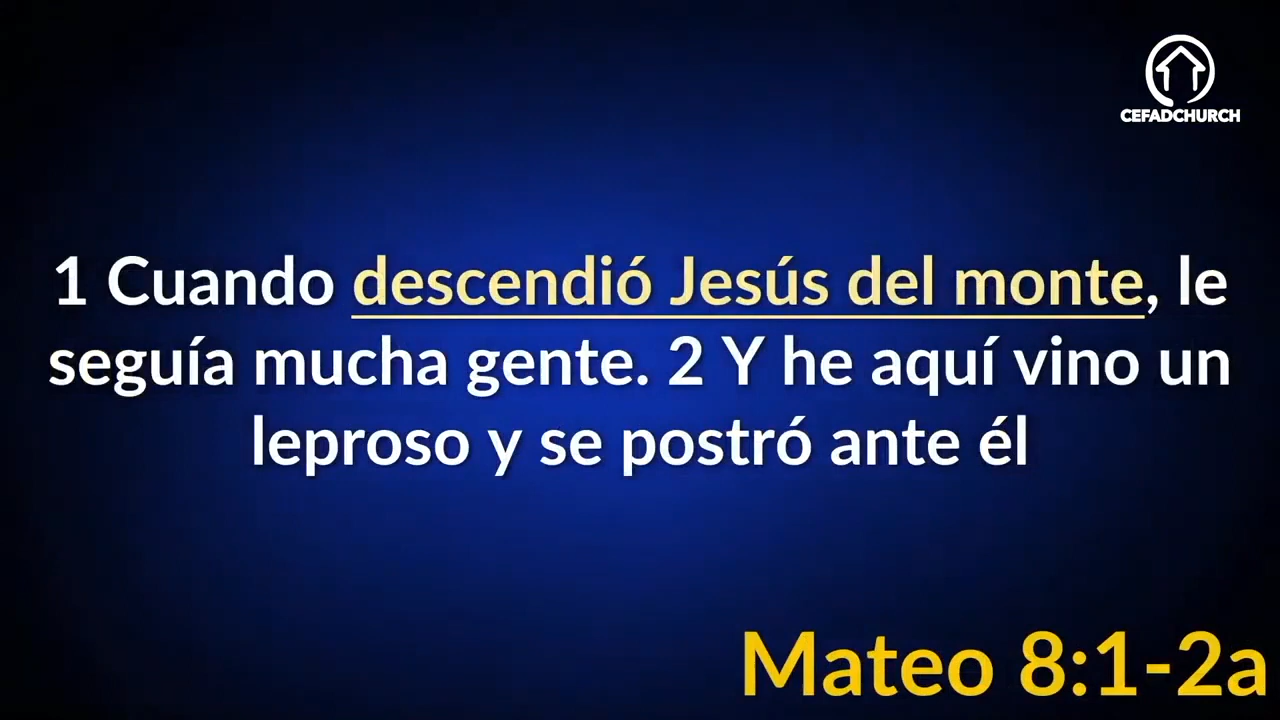 CEFADCHURCH
1 Cuando descendió Jesús del monte, le
seguía mucha gente. 2 Y he aquí vino un
leproso y se postró ante él
Mateo 8:1-2a